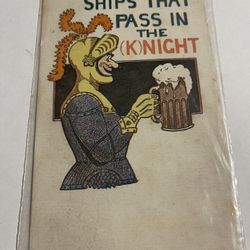 SHIPS THAT
PASS IN
THE
(K)NIGHT